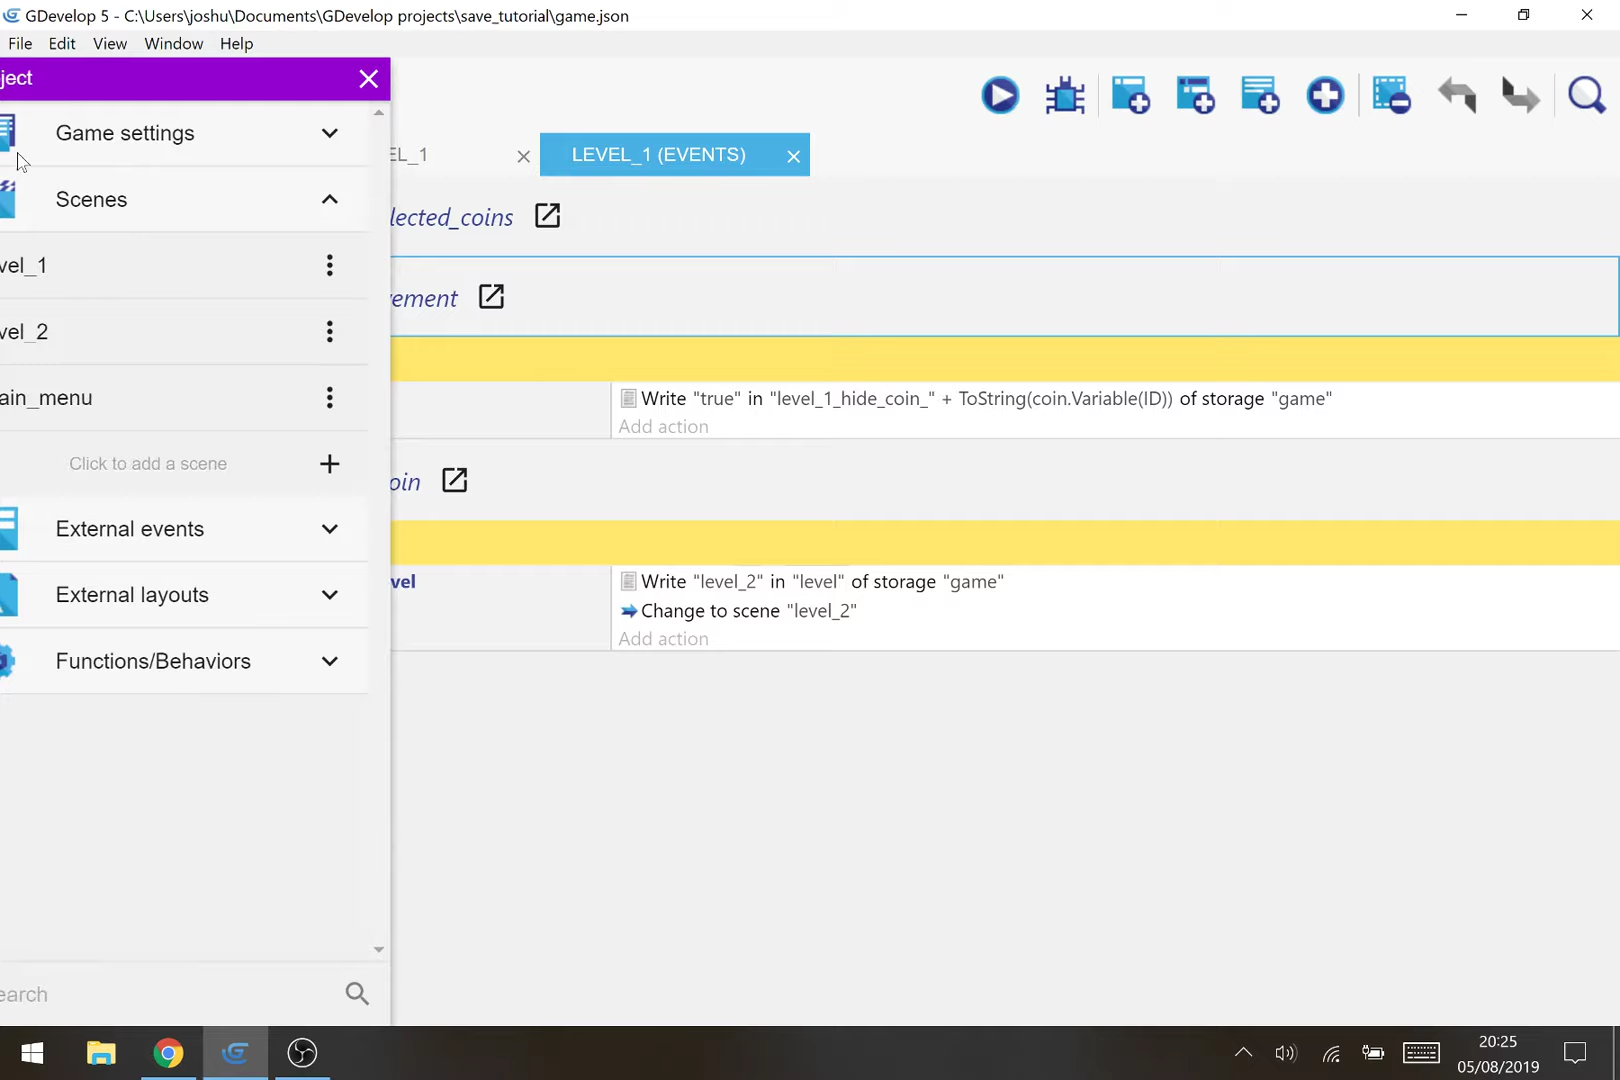 GDevelop 5 - C:\Users\joshu\Documents\GDevelop projects\save_tutorial\game.json
File Edit View Window Help
ject
Game settings
Scenes
vel_1
vel_2
ain_menu
Click to add a scene
External events
External layouts
Functions/Behaviors
earch
EL_1
LEVEL_1 (EVENTS)
lected_coins
vement
Write "true" in "level_1_hide_coin_" + ToString(coin.Variable(ID)) of storage "game"
Add action
oin
vel
Write "level_2" in "level" of storage "game"
Change to scene "level_2"
Add action
20:25
05/08/2019